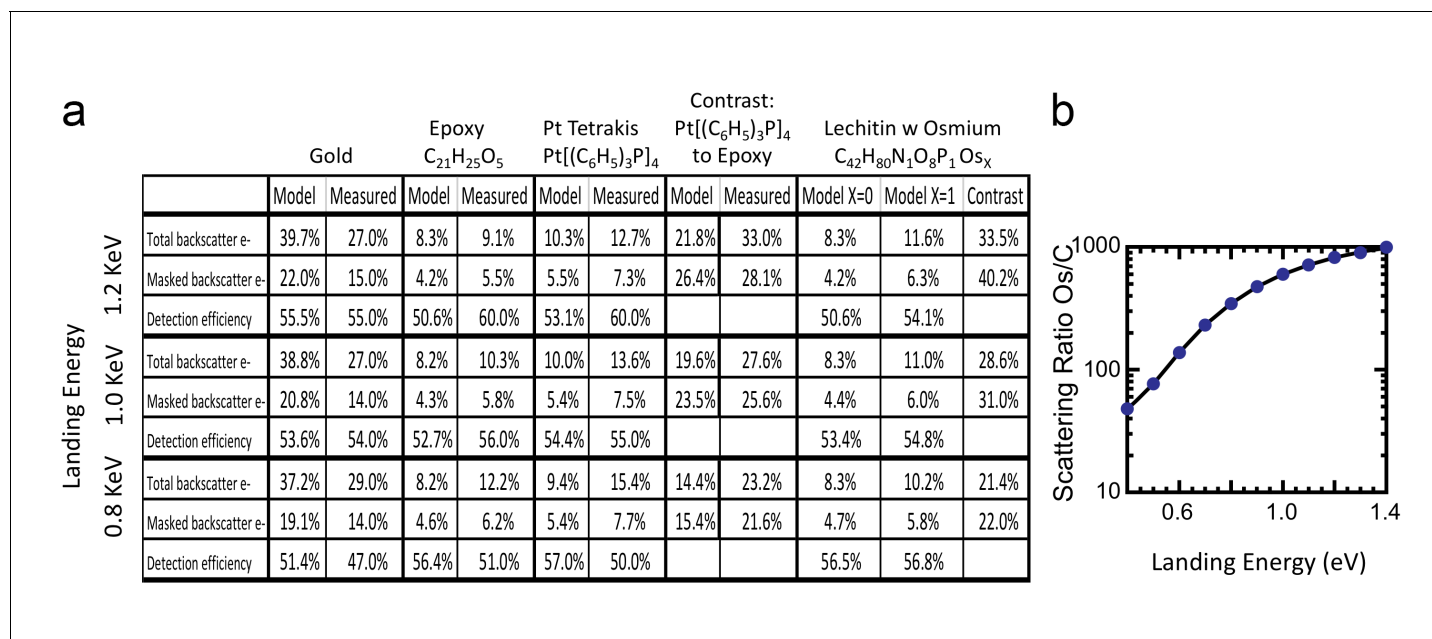 a
Gold
Epoxy
C21H25O5
Pt Tetrakis
Pt[(C6H5)3P]4
Contrast:
Pt[(C6H5)3P]4
to Epoxy
Lechitin w Osmium
C42H80N1O8P1 OsX
Model Measured Model Measured Model Measured Model Measured Model X=0 Model X=1 Contrast
Landing Energy
1.2 KeV
Total backscatter e- 39.7% 27.0% 8.3% 9.1% 10.3% 12.7% 21.8% 33.0% 8.3% 11.6% 33.5%
Masked backscatter e- 22.0% 15.0% 4.2% 5.5% 5.5% 7.3% 26.4% 28.1% 4.2% 6.3% 40.2%
Detection efficiency 55.5% 55.0% 50.6% 60.0% 53.1% 60.0% 50.6% 54.1%
1.0 KeV
Total backscatter e- 38.8% 27.0% 8.2% 10.3% 10.0% 13.6% 19.6% 27.6% 8.3% 11.0% 28.6%
Masked backscatter e- 20.8% 14.0% 4.3% 5.8% 5.4% 7.5% 23.5% 25.6% 4.4% 6.0% 31.0%
Detection efficiency 53.6% 54.0% 52.7% 56.0% 54.4% 55.0% 53.4% 54.8%
0.8 KeV
Total backscatter e- 37.2% 29.0% 8.2% 12.2% 9.4% 15.4% 14.4% 23.2% 8.3% 10.2% 21.4%
Masked backscatter e- 19.1% 14.0% 4.6% 6.2% 5.4% 7.7% 15.4% 21.6% 4.7% 5.8% 22.0%
Detection efficiency 51.4% 47.0% 56.4% 51.0% 57.0% 50.0% 56.5% 56.8%
b
Scattering Ratio Os/C
1000
100
10
0.6 1.0 1.4
Landing Energy (eV)